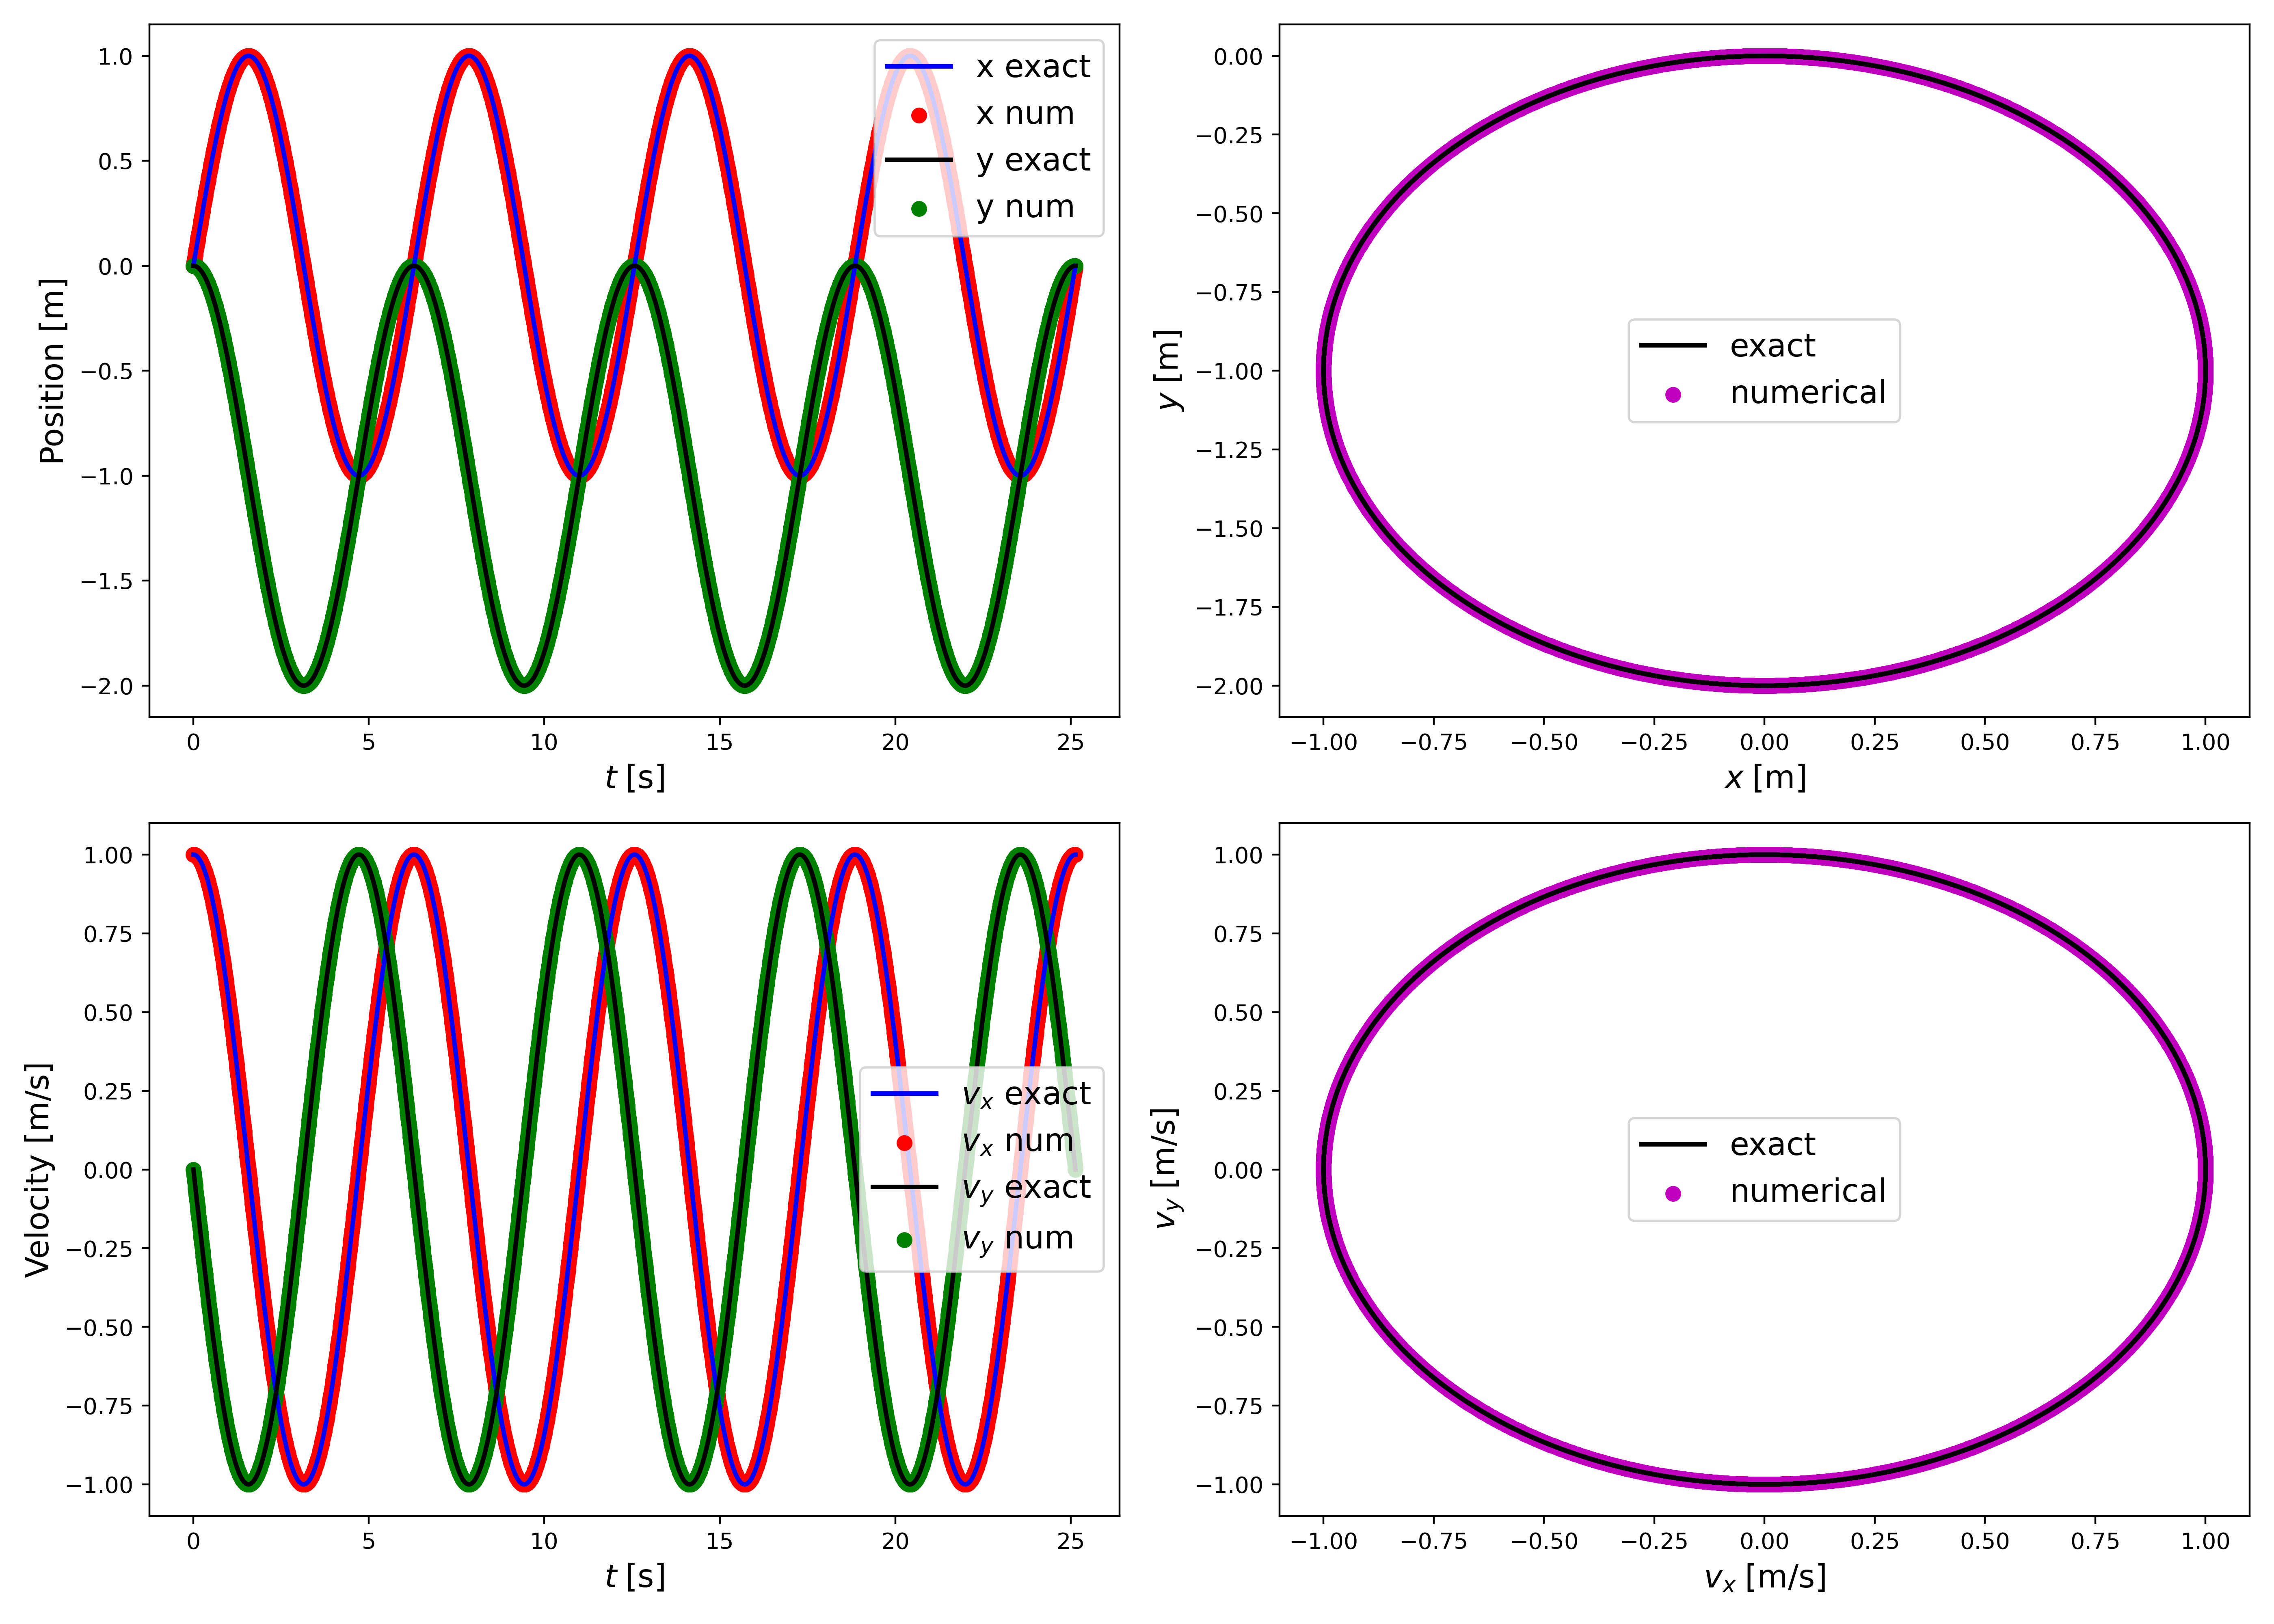 1.0
0.5
0.0
−0.5
−1.0
−1.5
−2.0
Position [m]
0 5 10 15 20 25
t [s]
x exact
x num
y exact
y num
0.00
−0.25
−0.50
−0.75
−1.00
−1.25
−1.50
−1.75
−2.00
y [m]
−1.00 −0.75 −0.50 −0.25 0.00 0.25 0.50 0.75 1.00
x [m]
exact
numerical
1.00
0.75
0.50
0.25
0.00
−0.25
−0.50
−0.75
−1.00
Velocity [m/s]
0 5 10 15 20 25
t [s]
vx exact
vx num
vy exact
vy num
1.00
0.75
0.50
0.25
0.00
−0.25
−0.50
−0.75
−1.00
vy [m/s]
−1.00 −0.75 −0.50 −0.25 0.00 0.25 0.50 0.75 1.00
vx [m/s]
exact
numerical